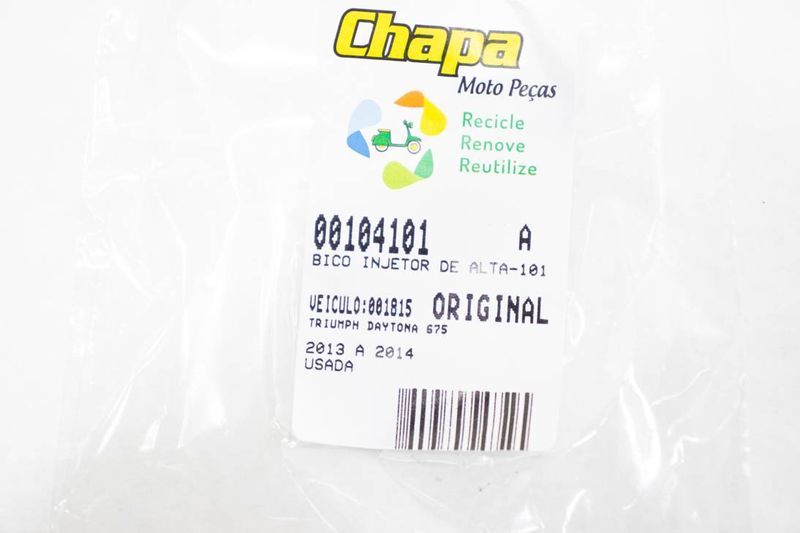 Chapa
Moto Peças
Recicle
Renove
Reutilize
00104101 A
BICO INJETOR DE ALTA-101
VEICULO:001815 ORIGINAL
TRIUMPH DAYTONA 675
2013 A 2014
USADA